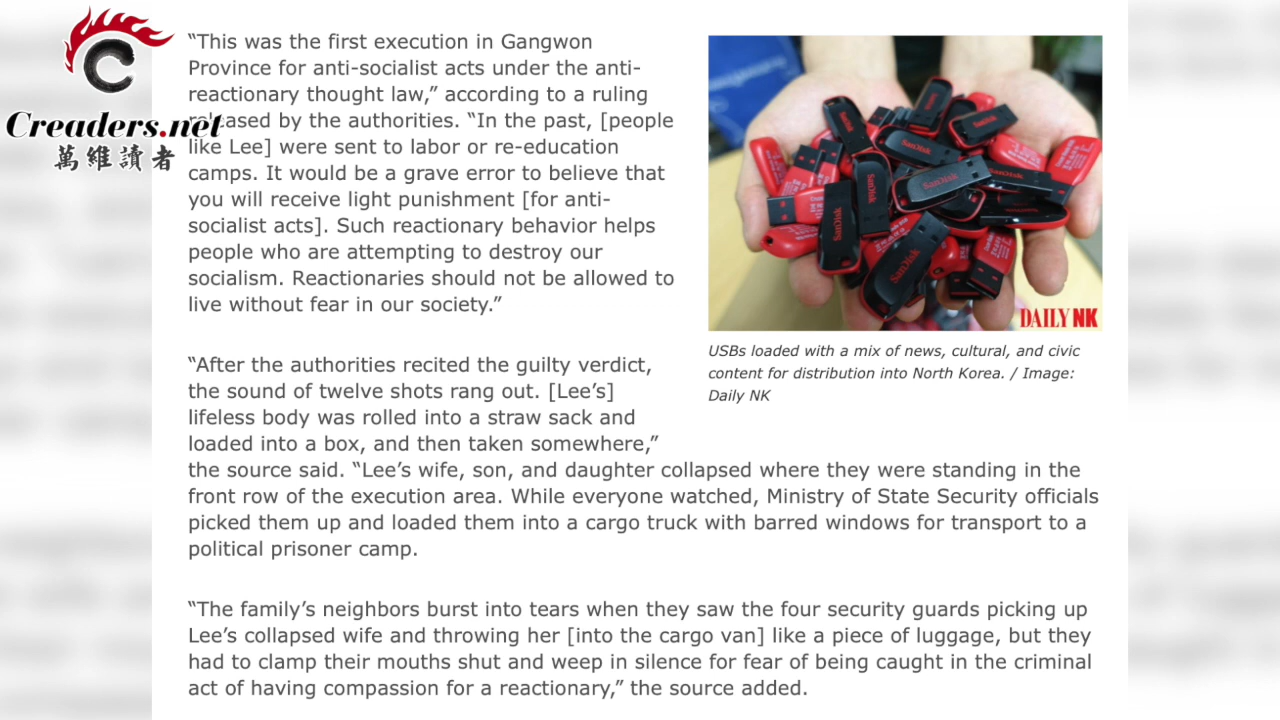 Creaders.net
萬維讀者
“This was the first execution in Gangwon
Province for anti-socialist acts under the anti-
reactionary thought law,” according to a ruling
released by the authorities. “In the past, [people
like Lee] were sent to labor or re-education
camps. It would be a grave error to believe that
you will receive light punishment [for anti-
socialist acts]. Such reactionary behavior helps
people who are attempting to destroy our
socialism. Reactionaries should not be allowed to
live without fear in our society.”
SanDisk
SanDisk
SanDisk
SanDisk
SanDisk
SanDisk
SanDisk
SanDisk
DAILY NK
USBs loaded with a mix of news, cultural, and civic
content for distribution into North Korea. / Image:
Daily NK
“After the authorities recited the guilty verdict,
the sound of twelve shots rang out. [Lee’s]
lifeless body was rolled into a straw sack and
loaded into a box, and then taken somewhere,”
the source said. “Lee’s wife, son, and daughter collapsed where they were standing in the
front row of the execution area. While everyone watched, Ministry of State Security officials
picked them up and loaded them into a cargo truck with barred windows for transport to a
political prisoner camp.
“The family’s neighbors burst into tears when they saw the four security guards picking up
Lee’s collapsed wife and throwing her [into the cargo van] like a piece of luggage, but they
had to clamp their mouths shut and weep in silence for fear of being caught in the criminal
act of having compassion for a reactionary,” the source added.